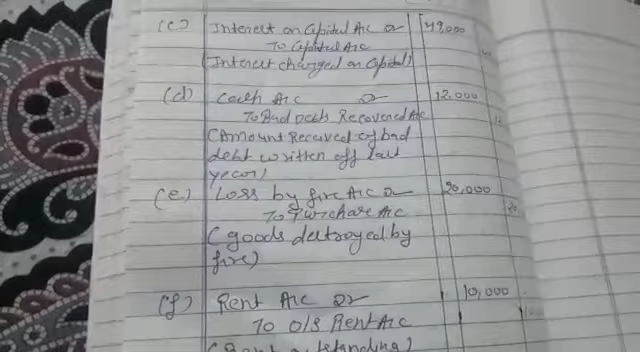 (c) Interest on Capital A/c Dr 49,000
To Capital A/c
(Interest charged on Capital)
(d) Cash A/c Dr 12,000
To Bad Debts Recovered A/c
(Amount Received of bad
debt written off last
year)
(e) Loss by fire A/c Dr 20,000
To Purchase A/c
(goods destroyed by
fire)
(f) Rent A/c Dr 10,000
To O/S Rent A/c